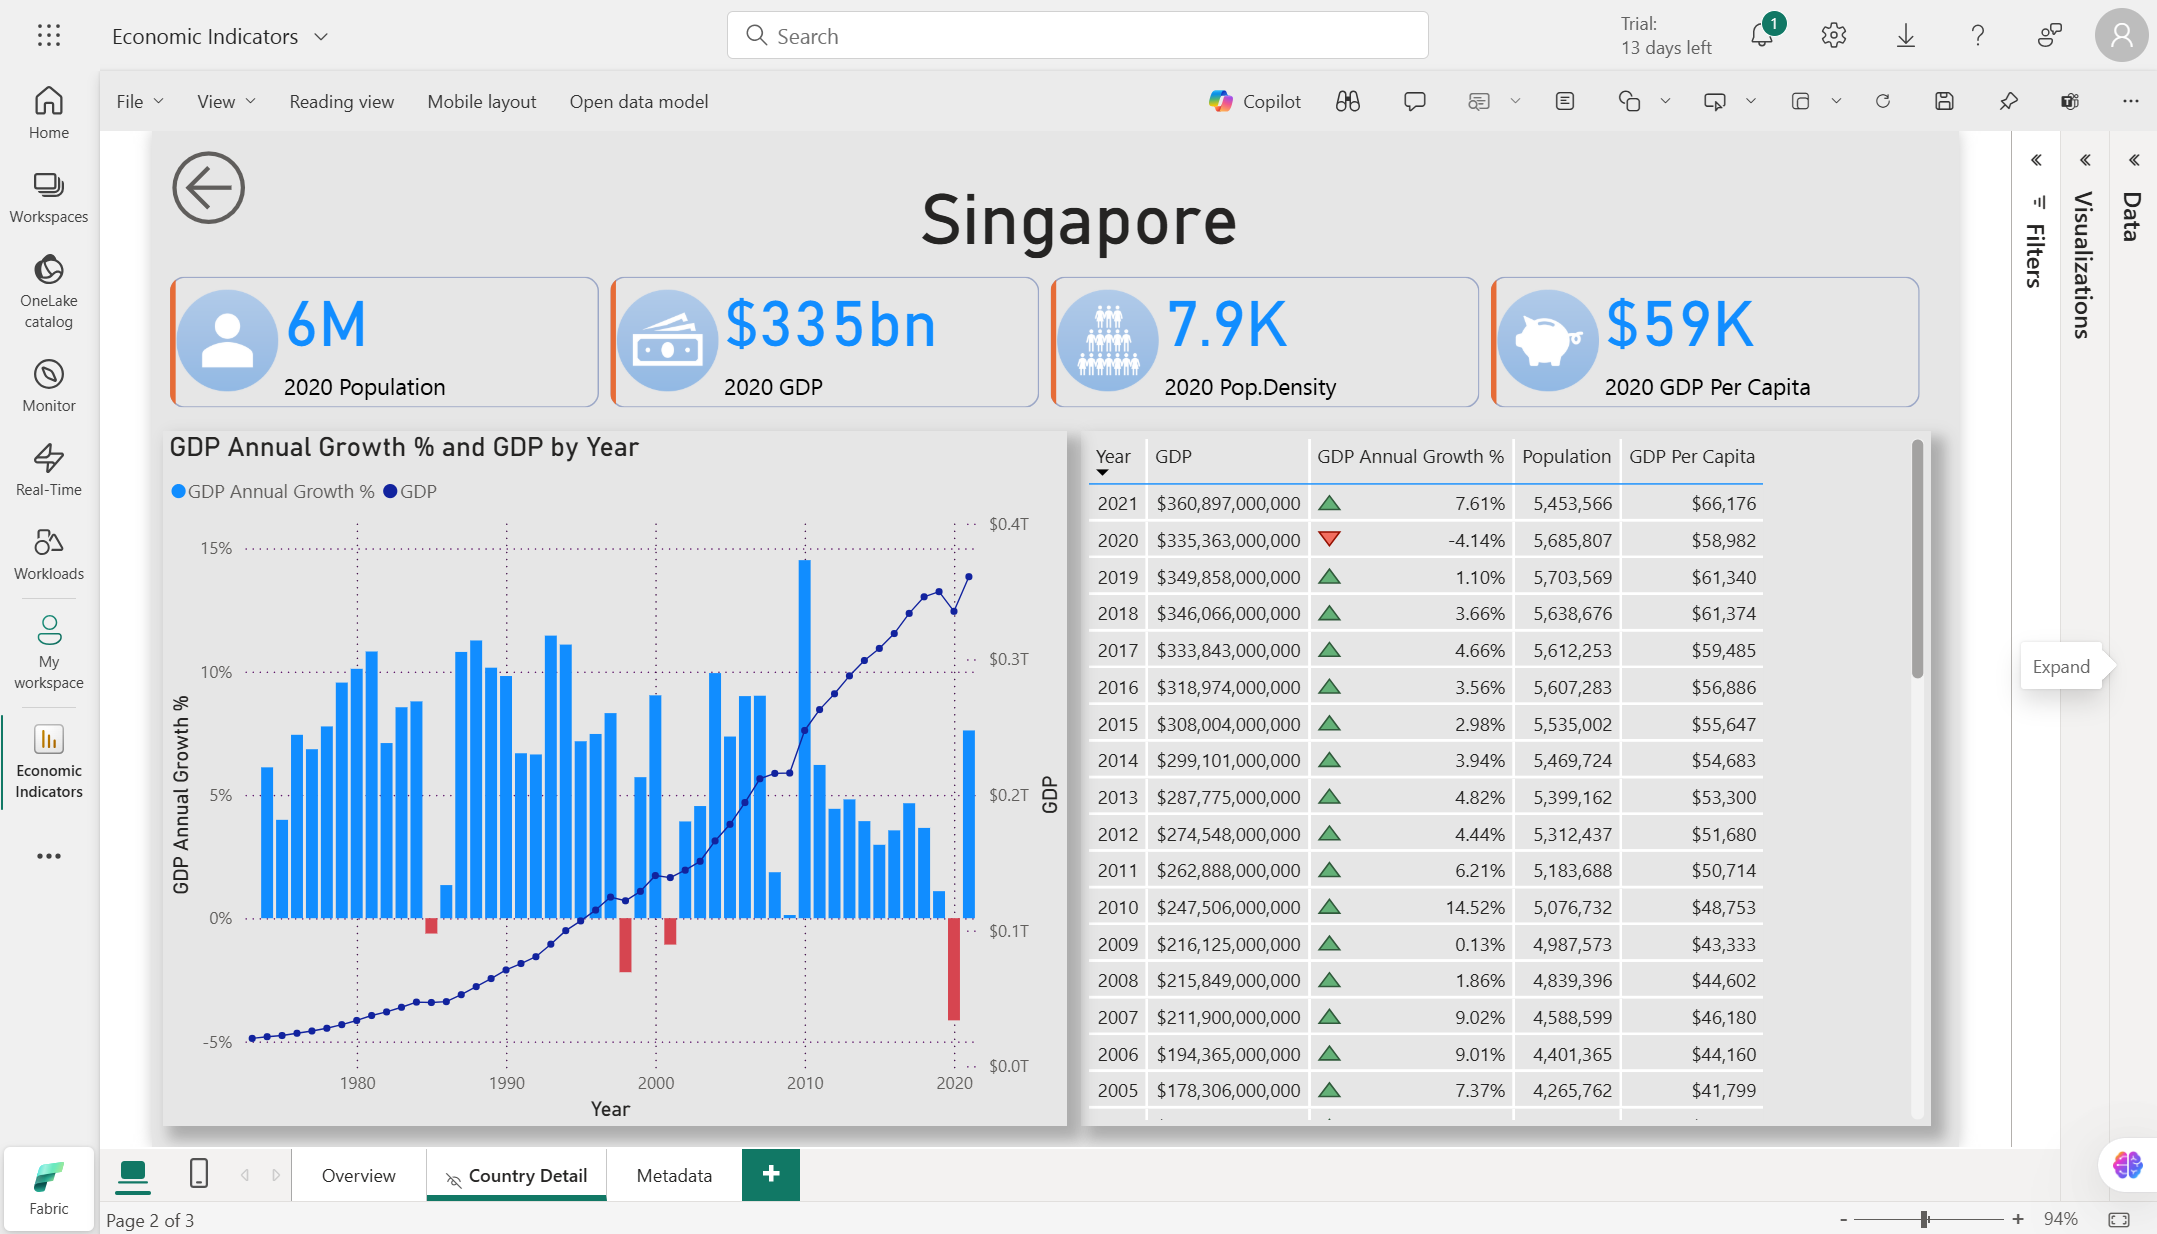 Economic Indicators
Search
Trial:
13 days left
1
File
View
Reading view
Mobile layout
Open data model
Copilot
Home
Workspaces
OneLake
catalog
Monitor
Real-Time
Workloads
My
workspace
Economic
Indicators
Fabric
Singapore
6M
2020 Population
$335bn
2020 GDP
7.9K
2020 Pop.Density
$59K
2020 GDP Per Capita
GDP Annual Growth % and GDP by Year
GDP Annual Growth % GDP
15%
10%
5%
0%
-5%
GDP Annual Growth %
$0.4T
$0.3T
$0.2T
$0.1T
$0.0T
GDP
1980 1990 2000 2010 2020
Year
Year GDP GDP Annual Growth % Population GDP Per Capita
2021 $360,897,000,000 7.61% 5,453,566 $66,176
2020 $335,363,000,000 -4.14% 5,685,807 $58,982
2019 $349,858,000,000 1.10% 5,703,569 $61,340
2018 $346,066,000,000 3.66% 5,638,676 $61,374
2017 $333,843,000,000 4.66% 5,612,253 $59,485
2016 $318,974,000,000 3.56% 5,607,283 $56,886
2015 $308,004,000,000 2.98% 5,535,002 $55,647
2014 $299,101,000,000 3.94% 5,469,724 $54,683
2013 $287,775,000,000 4.82% 5,399,162 $53,300
2012 $274,548,000,000 4.44% 5,312,437 $51,680
2011 $262,888,000,000 6.21% 5,183,688 $50,714
2010 $247,506,000,000 14.52% 5,076,732 $48,753
2009 $216,125,000,000 0.13% 4,987,573 $43,333
2008 $215,849,000,000 1.86% 4,839,396 $44,602
2007 $211,900,000,000 9.02% 4,588,599 $46,180
2006 $194,365,000,000 9.01% 4,401,365 $44,160
2005 $178,306,000,000 7.37% 4,265,762 $41,799
Filters
Visualizations
Data
Expand
Overview
Country Detail
Metadata
+
Page 2 of 3
- + 94%